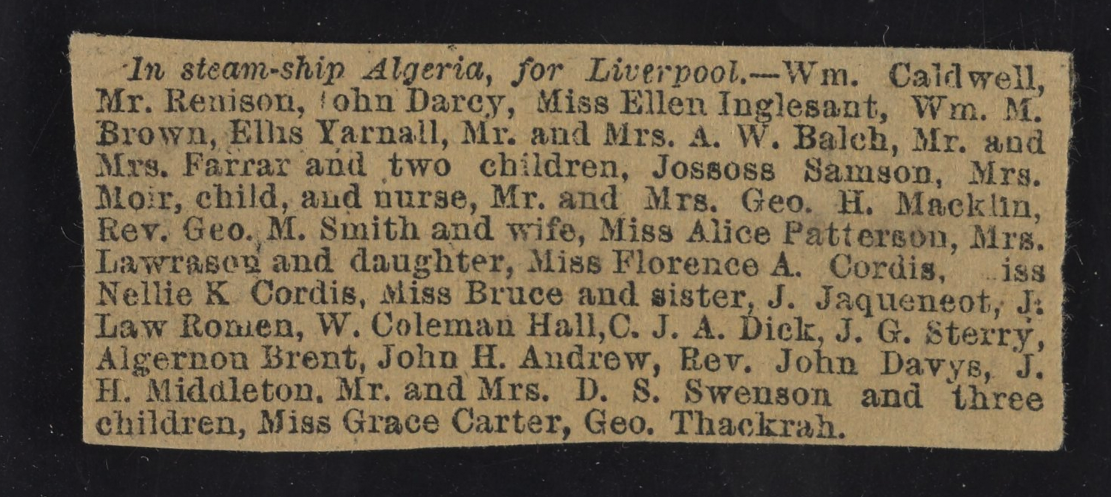 In steam-ship Algeria, for Liverpool.—Wm. Caldwell,
Mr. Renison, John Darcy, Miss Ellen Inglesant, Wm. M.
Brown, Ellis Yarnall, Mr. and Mrs. A. W. Balch, Mr. and
Mrs. Farrar and two children, Jossoss Samson, Mrs.
Moir, child, and nurse, Mr. and Mrs. Geo. H. Macklin,
Rev. Geo. M. Smith and wife, Miss Alice Patterson, Mrs.
Lawrason and daughter, Miss Florence A. Cordis, iss
Nellie K Cordis, Miss Bruce and sister, J. Jaqueneot, J.
Law Romen, W. Coleman Hall, C. J. A. Dick, J. G. Sterry,
Algernon Brent, John H. Andrew, Rev. John Davys, J.
H. Middleton, Mr. and Mrs. D. S. Swenson and three
children, Miss Grace Carter, Geo. Thackrah.